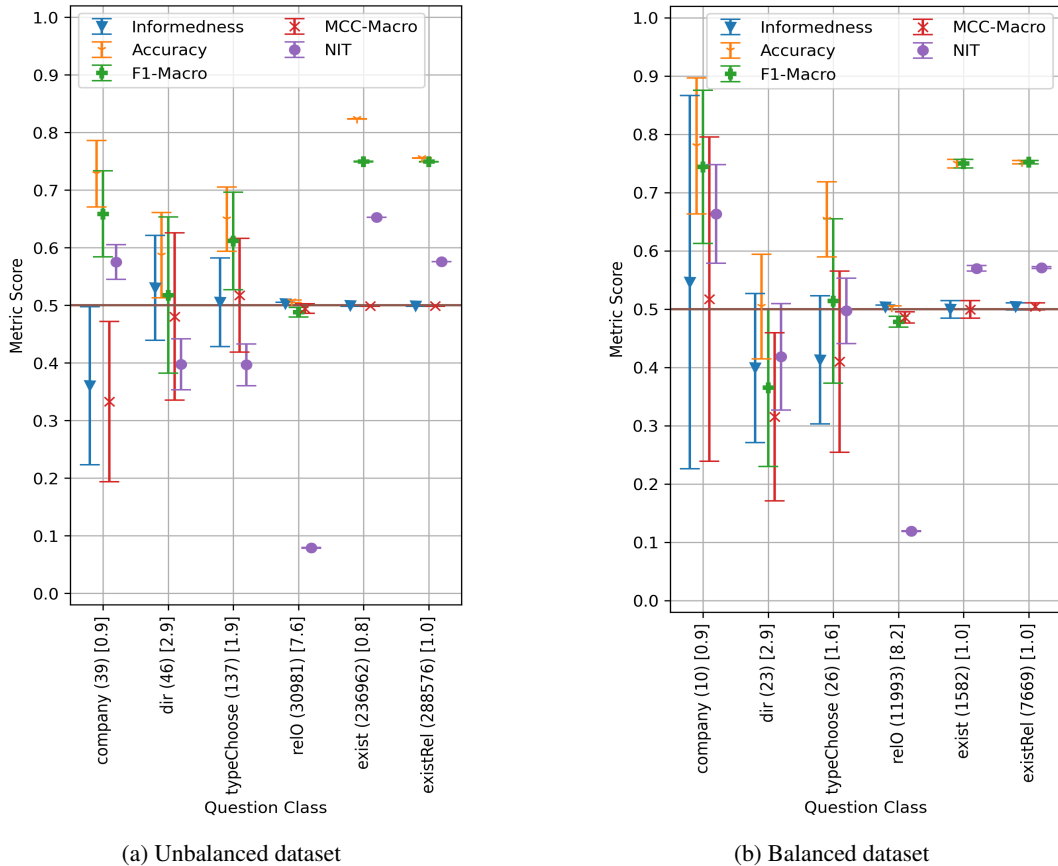 1.0
0.9
0.8
0.7
0.6
0.5
0.4
0.3
0.2
0.1
0.0
Metric Score
Informedness
Accuracy
F1-Macro
MCC-Macro
NIT
company (39) [0.9]
dir (46) [2.9]
typeChoose (137) [1.9]
relO (30981) [7.6]
exist (236962) [0.8]
existRel (288576) [1.0]
Question Class
(a) Unbalanced dataset
1.0
0.9
0.8
0.7
0.6
0.5
0.4
0.3
0.2
0.1
0.0
Metric Score
Informedness
Accuracy
F1-Macro
MCC-Macro
NIT
company (10) [0.9]
dir (23) [2.9]
typeChoose (26) [1.6]
relO (11993) [8.2]
exist (1582) [1.0]
existRel (7669) [1.0]
Question Class
(b) Balanced dataset